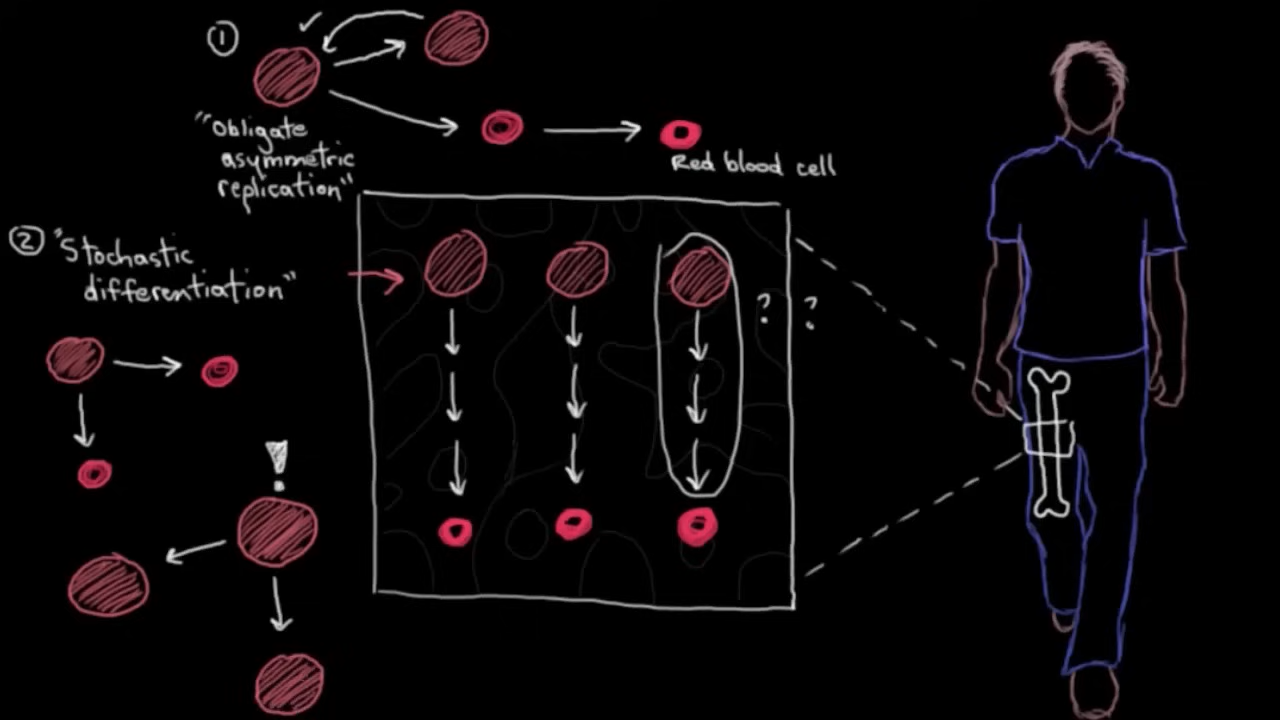 ①
"Obligate
asymmetric
replication"
Red blood cell
② "Stochastic
differentiation"
? ?
!